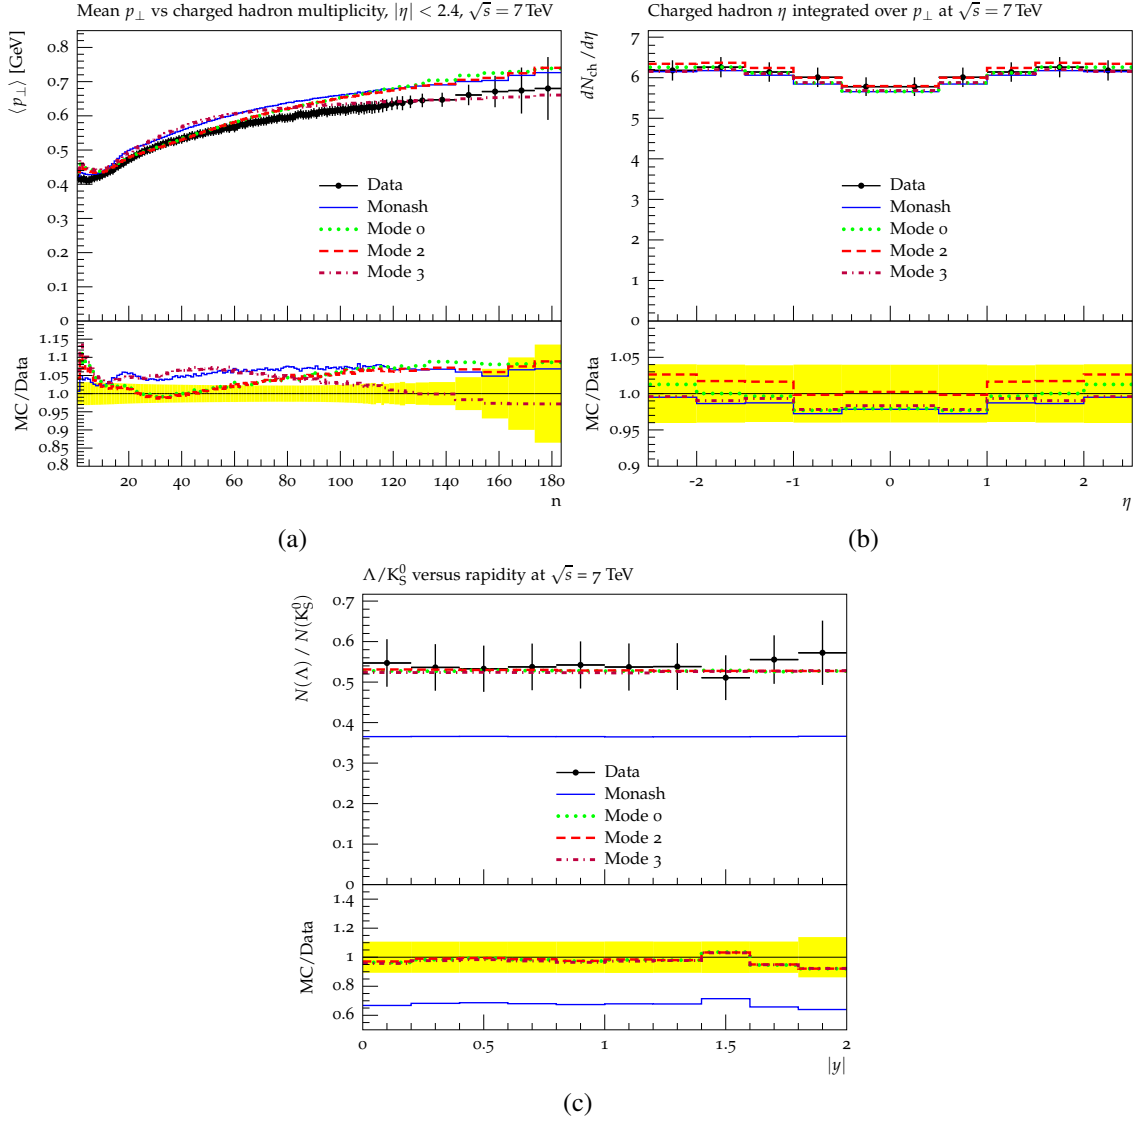 Mean p⊥ vs charged hadron multiplicity, |η| < 2.4, √s = 7 TeV
⟨p⊥⟩ [GeV]
0.8
0.7
0.6
0.5
0.4
0.3
0.2
0.1
0
Data
Monash
Mode 0
Mode 2
Mode 3
MC/Data
1.15
1.1
1.05
1.0
0.95
0.9
0.85
0.8
20 40 60 80 100 120 140 160 180
n
(a)
Charged hadron η integrated over p⊥ at √s = 7 TeV
dNch/dη
7
6
5
4
3
2
1
0
Data
Monash
Mode 0
Mode 2
Mode 3
MC/Data
1.05
1.0
0.95
0.9
-2 -1 0 1 2
η
(b)
Λ/K⁰S versus rapidity at √s = 7 TeV
N(Λ) / N(K⁰S)
0.7
0.6
0.5
0.4
0.3
0.2
0.1
0
Data
Monash
Mode 0
Mode 2
Mode 3
MC/Data
1.4
1.2
1
0.8
0.6
0 0.5 1 1.5 2
|y|
(c)